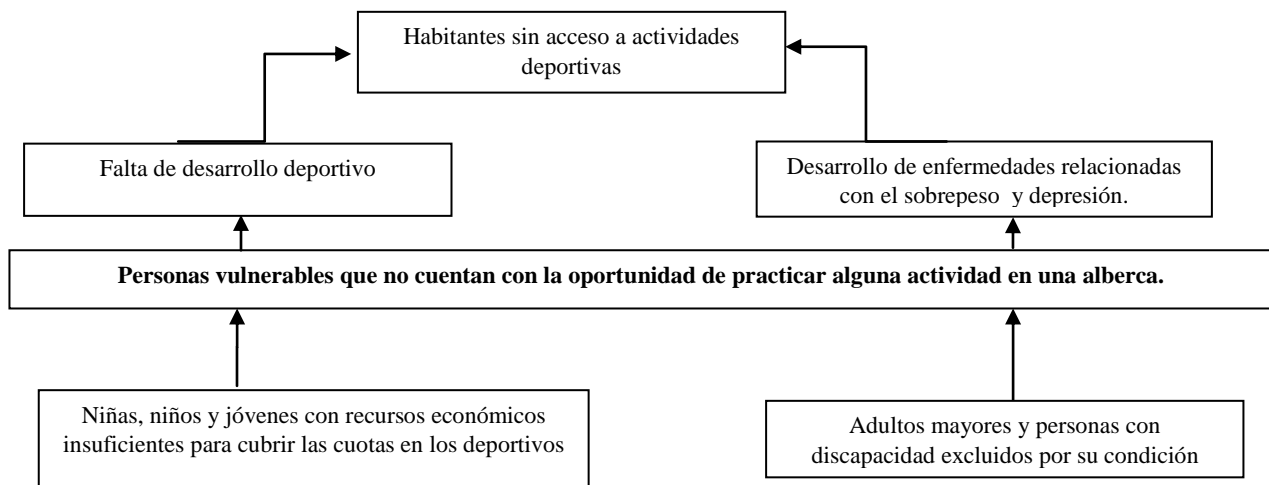 Habitantes sin acceso a actividades
deportivas
Falta de desarrollo deportivo
Desarrollo de enfermedades relacionadas
con el sobrepeso  y depresión.
Personas vulnerables que no cuentan con la oportunidad de practicar alguna actividad en una alberca.
Niñas, niños y jóvenes con recursos económicos
insuficientes para cubrir las cuotas en los deportivos
Adultos mayores y personas con
discapacidad excluidos por su condición